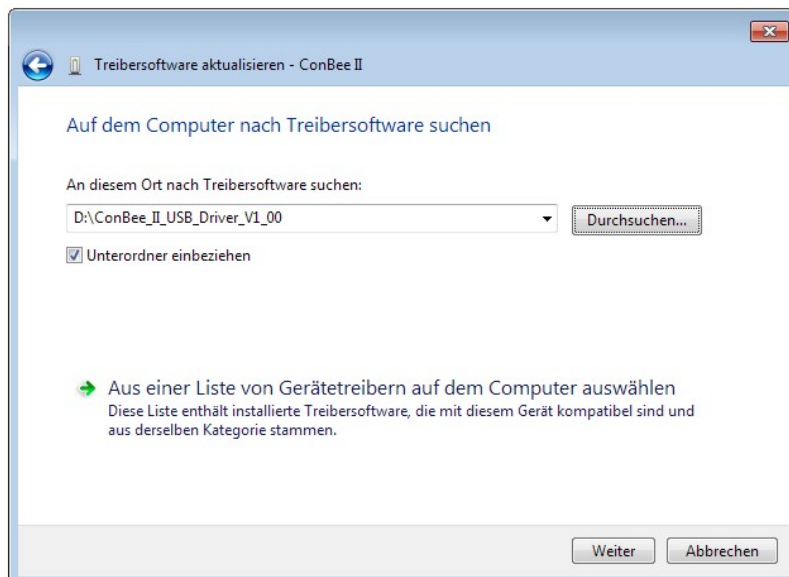 Treibersoftware aktualisieren - ConBee II
Auf dem Computer nach Treibersoftware suchen
An diesem Ort nach Treibersoftware suchen:
D:\ConBee_II_USB_Driver_V1_00
Durchsuchen...
Unterordner einbeziehen
Aus einer Liste von Gerätetreibern auf dem Computer auswählen
Diese Liste enthält installierte Treibersoftware, die mit diesem Gerät kompatibel sind und
aus derselben Kategorie stammen.
Weiter
Abbrechen